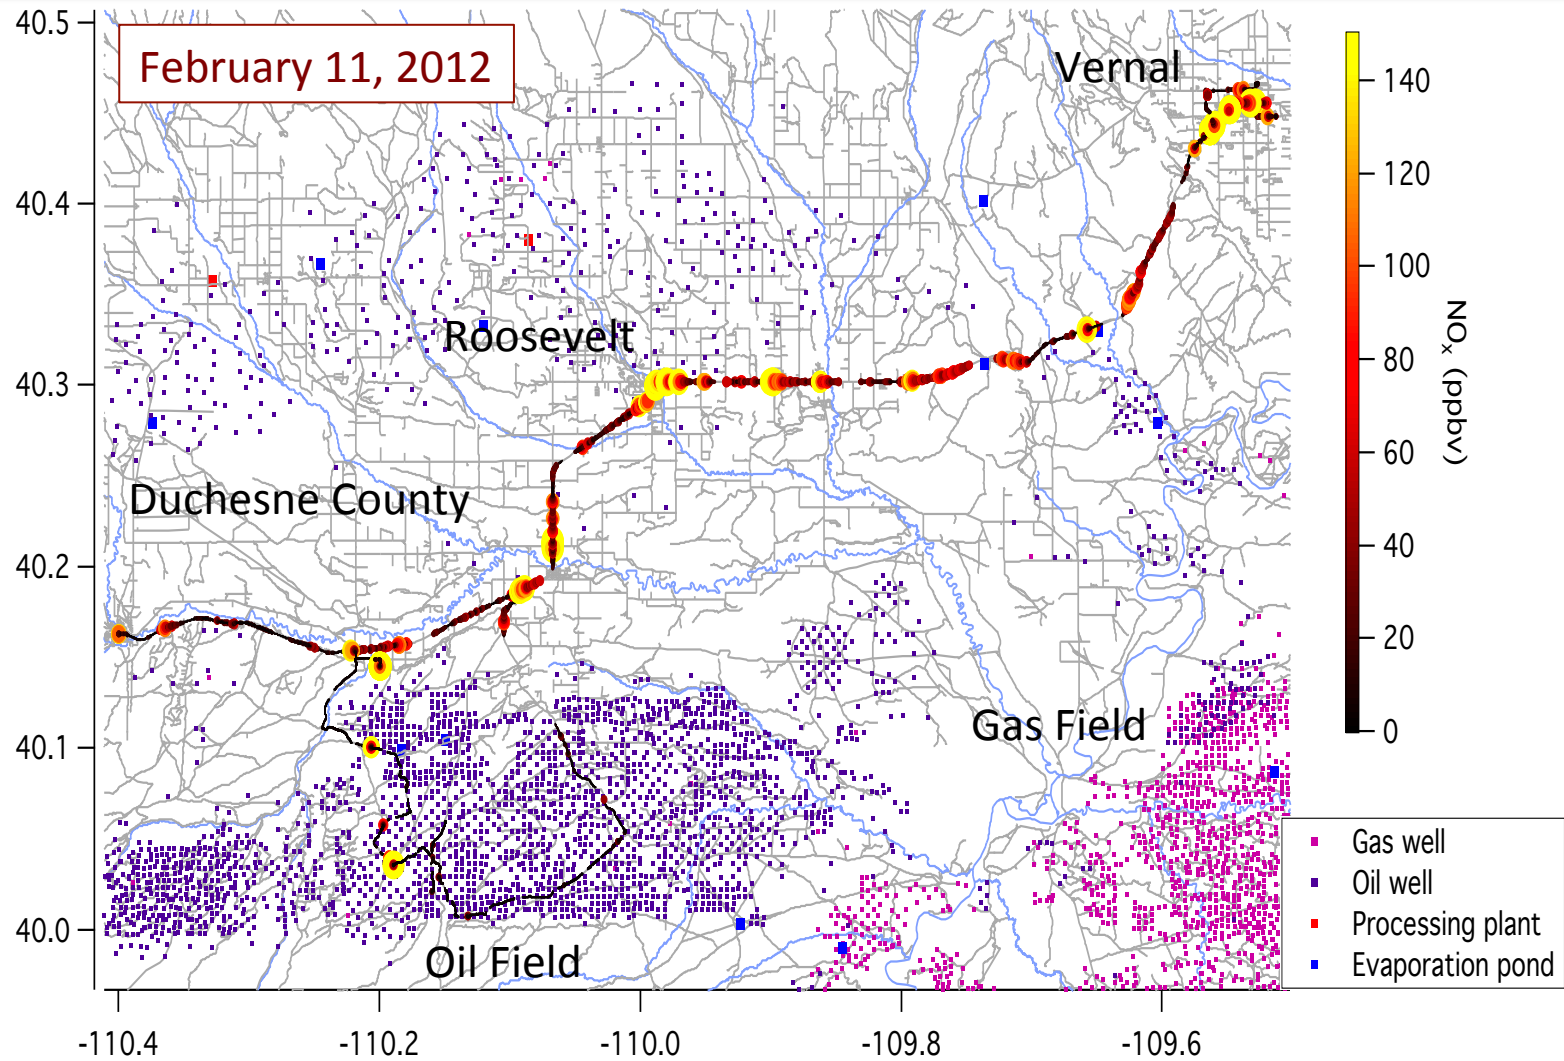 February 11, 2012
Vernal
Roosevelt
Duchesne County
Gas Field
Oil Field
40.5
40.4
40.3
40.2
40.1
40.0
-110.4
-110.2
-110.0
-109.8
-109.6
140
120
100
80
60
40
20
0
NOₓ (ppbv)
Gas well
Oil well
Processing plant
Evaporation pond